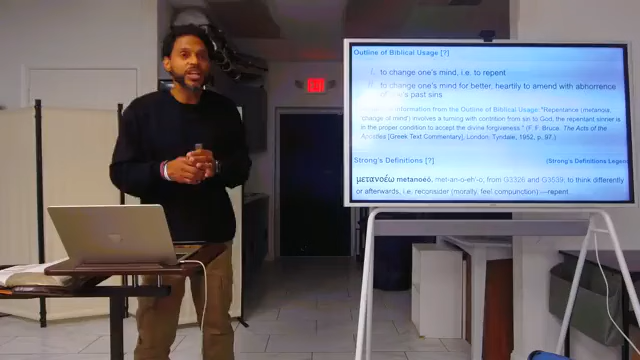 Outline of Biblical Usage [?]
I. to change one's mind, i.e. to repent
II. to change one's mind for better, heartily to amend with abhorrence
of one's past sins
information from the Outline of Biblical Usage: "Repentance (metanoia,
'change of mind') involves a turning with contrition from sin to God; the repentant sinner is
in the proper condition to accept the divine forgiveness." (F. F. Bruce. The Acts of the
Apostles [Greek Text Commentary], London: Tyndale, 1952, p. 97.)
Strong's Definitions [?] (Strong's Definitions Legend
μετανοέω metanoéō, met-an-o-eh'-o; from G3326 and G3539; to think differently
or afterwards, i.e. reconsider (morally, feel compunction):—repent.
EXIT